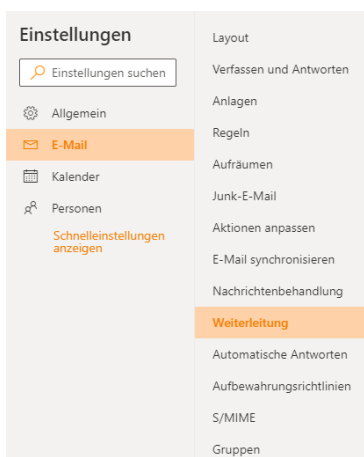 Einstellungen
Einstellungen suchen
Allgemein
E-Mail
Kalender
Personen
Schnelleinstellungen
anzeigen
Layout
Verfassen und Antworten
Anlagen
Regeln
Aufräumen
Junk-E-Mail
Aktionen anpassen
E-Mail synchronisieren
Nachrichtenbehandlung
Weiterleitung
Automatische Antworten
Aufbewahrungsrichtlinien
S/MIME
Gruppen